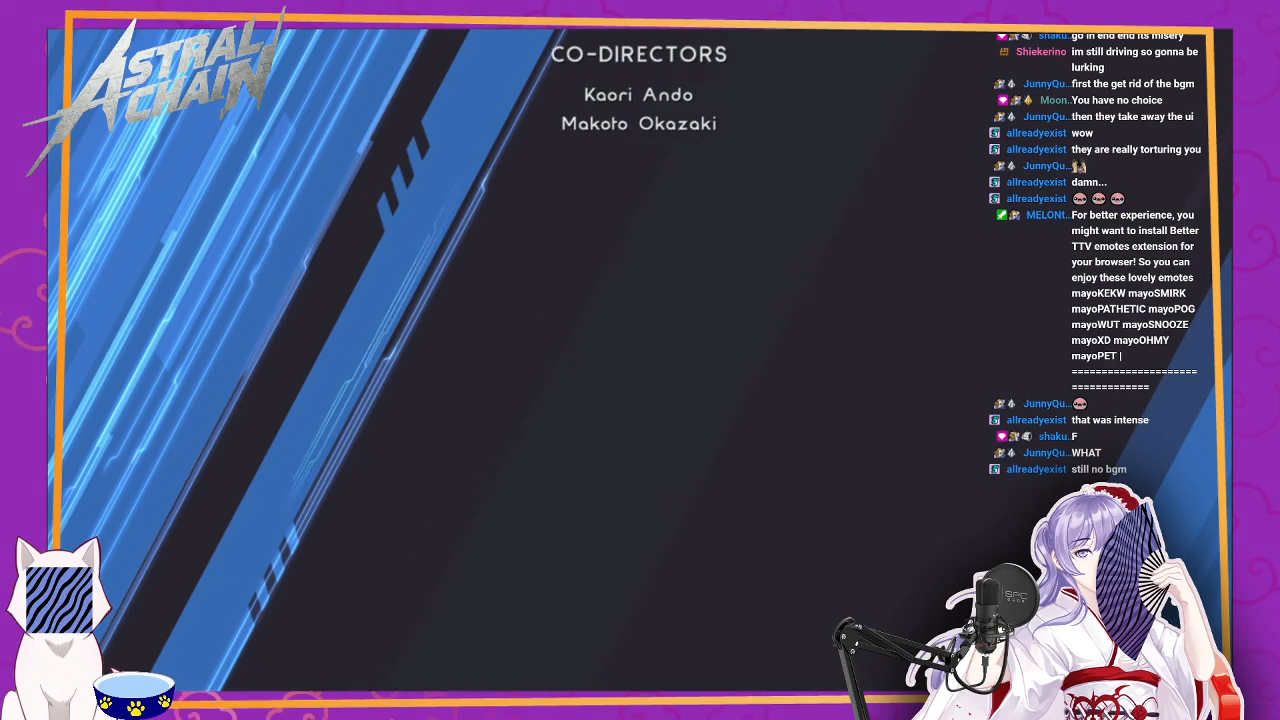 ASTRAL
CHAIN
CO-DIRECTORS
Kaori Ando
Makoto Okazaki
shaku.. go in end end its misery
Shiekerino im still driving so gonna be
lurking
JunnyQu... first the get rid of the bgm
Moon.. You have no choice
JunnyQu... then they take away the ui
allreadyexist wow
allreadyexist they are really torturing you
JunnyQu...
allreadyexist damn...
allreadyexist
MELONt... For better experience, you
might want to install Better
TTV emotes extension for
your browser! So you can
enjoy these lovely emotes
mayoKEKW mayoSMIRK
mayoPATHETIC mayoPOG
mayoWUT mayoSNOOZE
mayoXD mayoOHMY
mayoPET |
=====================
=============
JunnyQu...
allreadyexist that was intense
shaku.. F
JunnyQu... WHAT
allreadyexist still no bgm